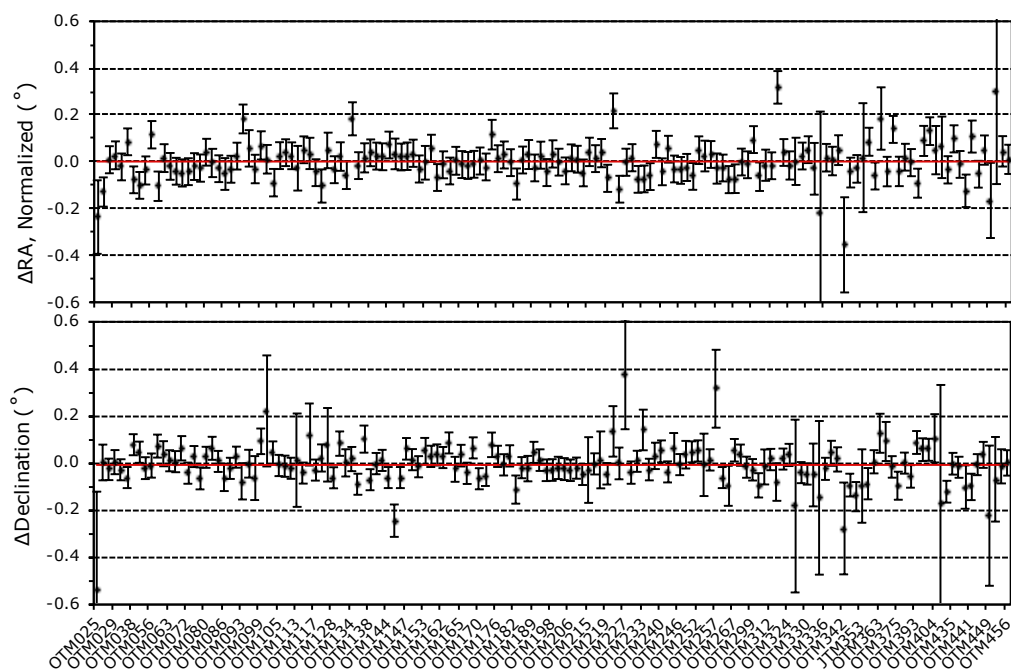 ΔRA, Normalized (°)
0.6
0.4
0.2
0.0
-0.2
-0.4
-0.6
ΔDeclination (°)
0.6
0.4
0.2
0.0
-0.2
-0.4
-0.6
OTM025
OTM029
OTM038
OTM056
OTM063
OTM072
OTM080
OTM086
OTM093
OTM099
OTM105
OTM113
OTM117
OTM128
OTM134
OTM138
OTM144
OTM147
OTM153
OTM162
OTM165
OTM170
OTM176
OTM182
OTM189
OTM198
OTM206
OTM215
OTM219
OTM227
OTM233
OTM240
OTM246
OTM252
OTM257
OTM267
OTM299
OTM312
OTM324
OTM330
OTM336
OTM342
OTM353
OTM363
OTM375
OTM393
OTM404
OTM435
OTM441
OTM449
OTM456